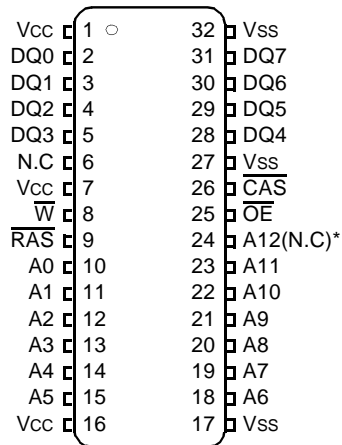 Vcc 1 32 Vss
DQ0 2 31 DQ7
DQ1 3 30 DQ6
DQ2 4 29 DQ5
DQ3 5 28 DQ4
N.C 6 27 Vss
Vcc 7 26 C̅A̅S̅
W̅ 8 25 O̅E̅
R̅A̅S̅ 9 24 A12(N.C)*
A0 10 23 A11
A1 11 22 A10
A2 12 21 A9
A3 13 20 A8
A4 14 19 A7
A5 15 18 A6
Vcc 16 17 Vss